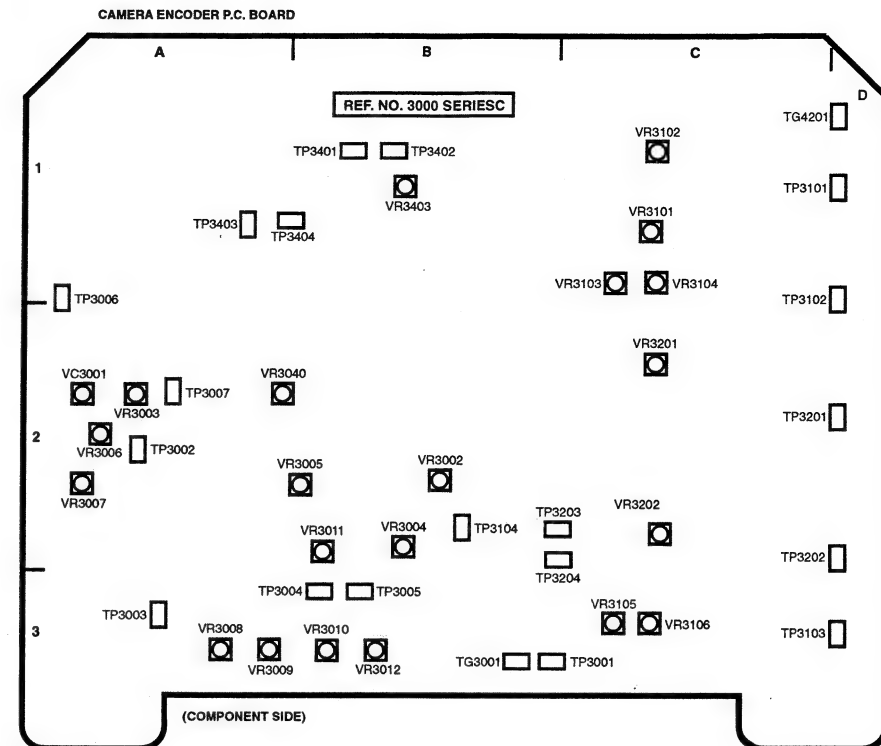 CAMERA ENCODER P.C. BOARD
A B C D
REF. NO. 3000 SERIESC
TG4201
VR3102
TP3401 TP3402
1
TP3101
VR3403
VR3101
TP3403 TP3404
VR3103 VR3104
TP3006 TP3102
VR3201
VC3001 VR3040
TP3007
VR3003
TP3201
2
VR3006 TP3002
VR3005 VR3002
VR3007
TP3203 VR3202
VR3011 VR3004 TP3104
TP3202
TP3204
TP3004 TP3005
VR3105
TP3003
VR3008 VR3010 VR3106
3 TP3103
TG3001 TP3001
VR3009 VR3012
(COMPONENT SIDE)